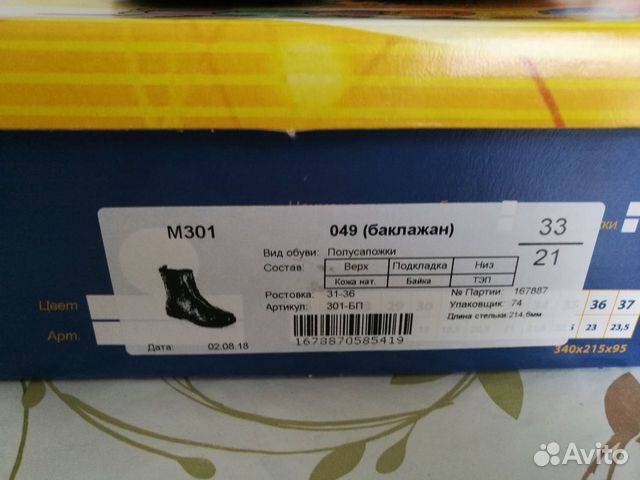 М301
049 (баклажан)
33
21
Вид обуви: Полусапожки
Состав: Верх Подкладка Низ
Кожа нат. Байка ТЭП
Ростовка: 31-36
№ Партии: 167887
Артикул: 301-БП
Упаковщик: 74
Длина стельки:214,6мм
1678870585419
Дата: 02.08.18
Цвет
Арт.
36 37
23 23,5
340x215x95
Avito